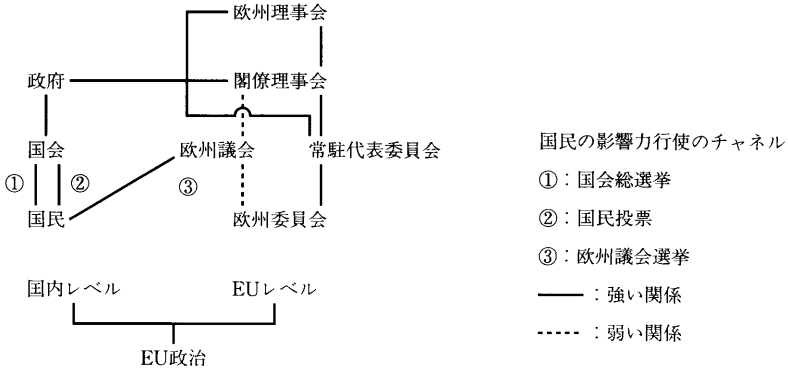 欧州理事会
政府 閣僚理事会
国会 欧州議会 常駐代表委員会
① ② ③
国民 欧州委員会
国内レベル EUレベル
EU政治
国民の影響力行使のチャネル
①：国会総選挙
②：国民投票
③：欧州議会選挙
：強い関係
：弱い関係